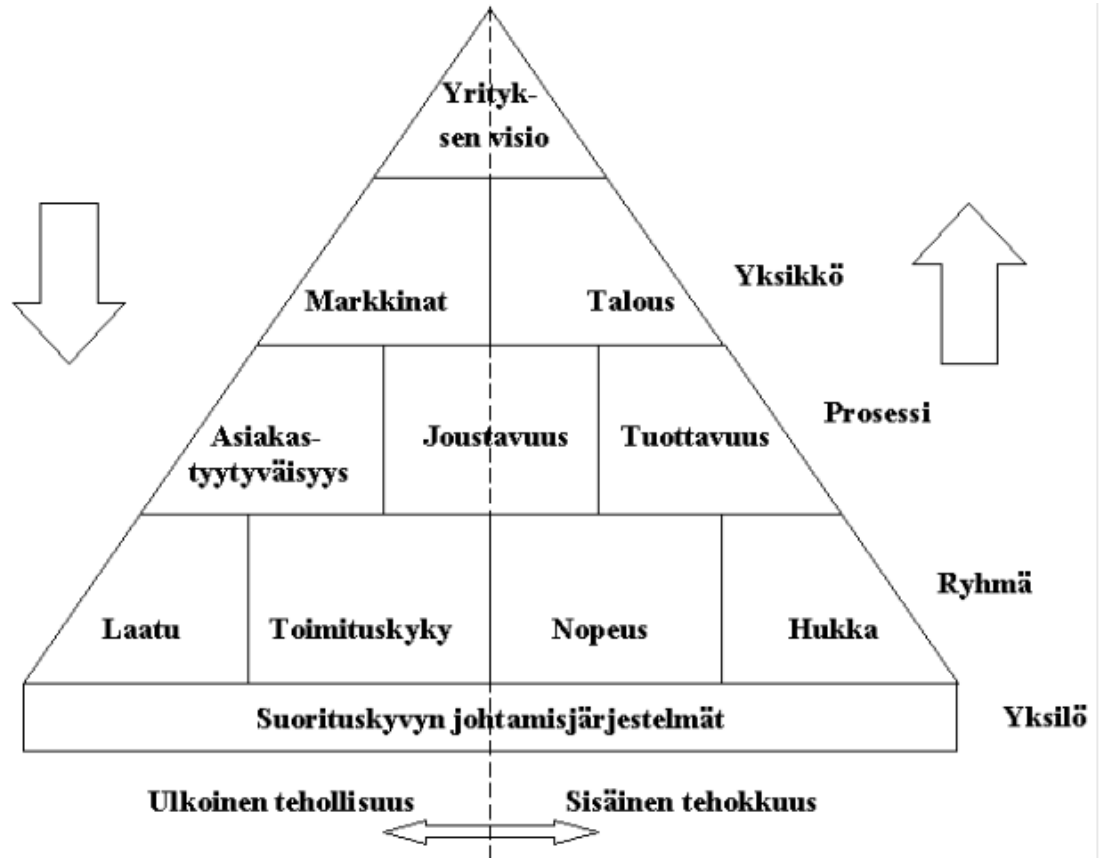 Yrityk-
sen visio
Yksikkö
Markkinat
Talous
Prosessi
Asiakas-
tyytyväisyys
Joustavuus
Tuottavuus
Ryhmä
Laatu
Toimituskyky
Nopeus
Hukka
Suorituskyvyn johtamisjärjestelmät
Yksilö
Ulkoinen tehollisuus
Sisäinen tehokkuus